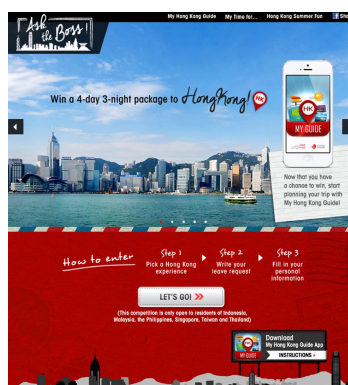 My Hong Kong Guide
My Time for...
Hong Kong Summer Fun
Ask the Boss!
Win a 4-day 3-night package to Hong Kong!
HK
HK
MY GUIDE
Now that you have
a chance to win, start
planning your trip with
My Hong Kong Guide!
How to enter
Step 1
Pick a Hong Kong
experience
Step 2
Write your
leave request
Step 3
Fill in your
personal
information
LET'S GO!
(This competition is only open to residents of Indonesia,
Malaysia, the Philippines, Singapore, Taiwan and Thailand)
MY GUIDE
Download
My Hong Kong Guide App
INSTRUCTIONS